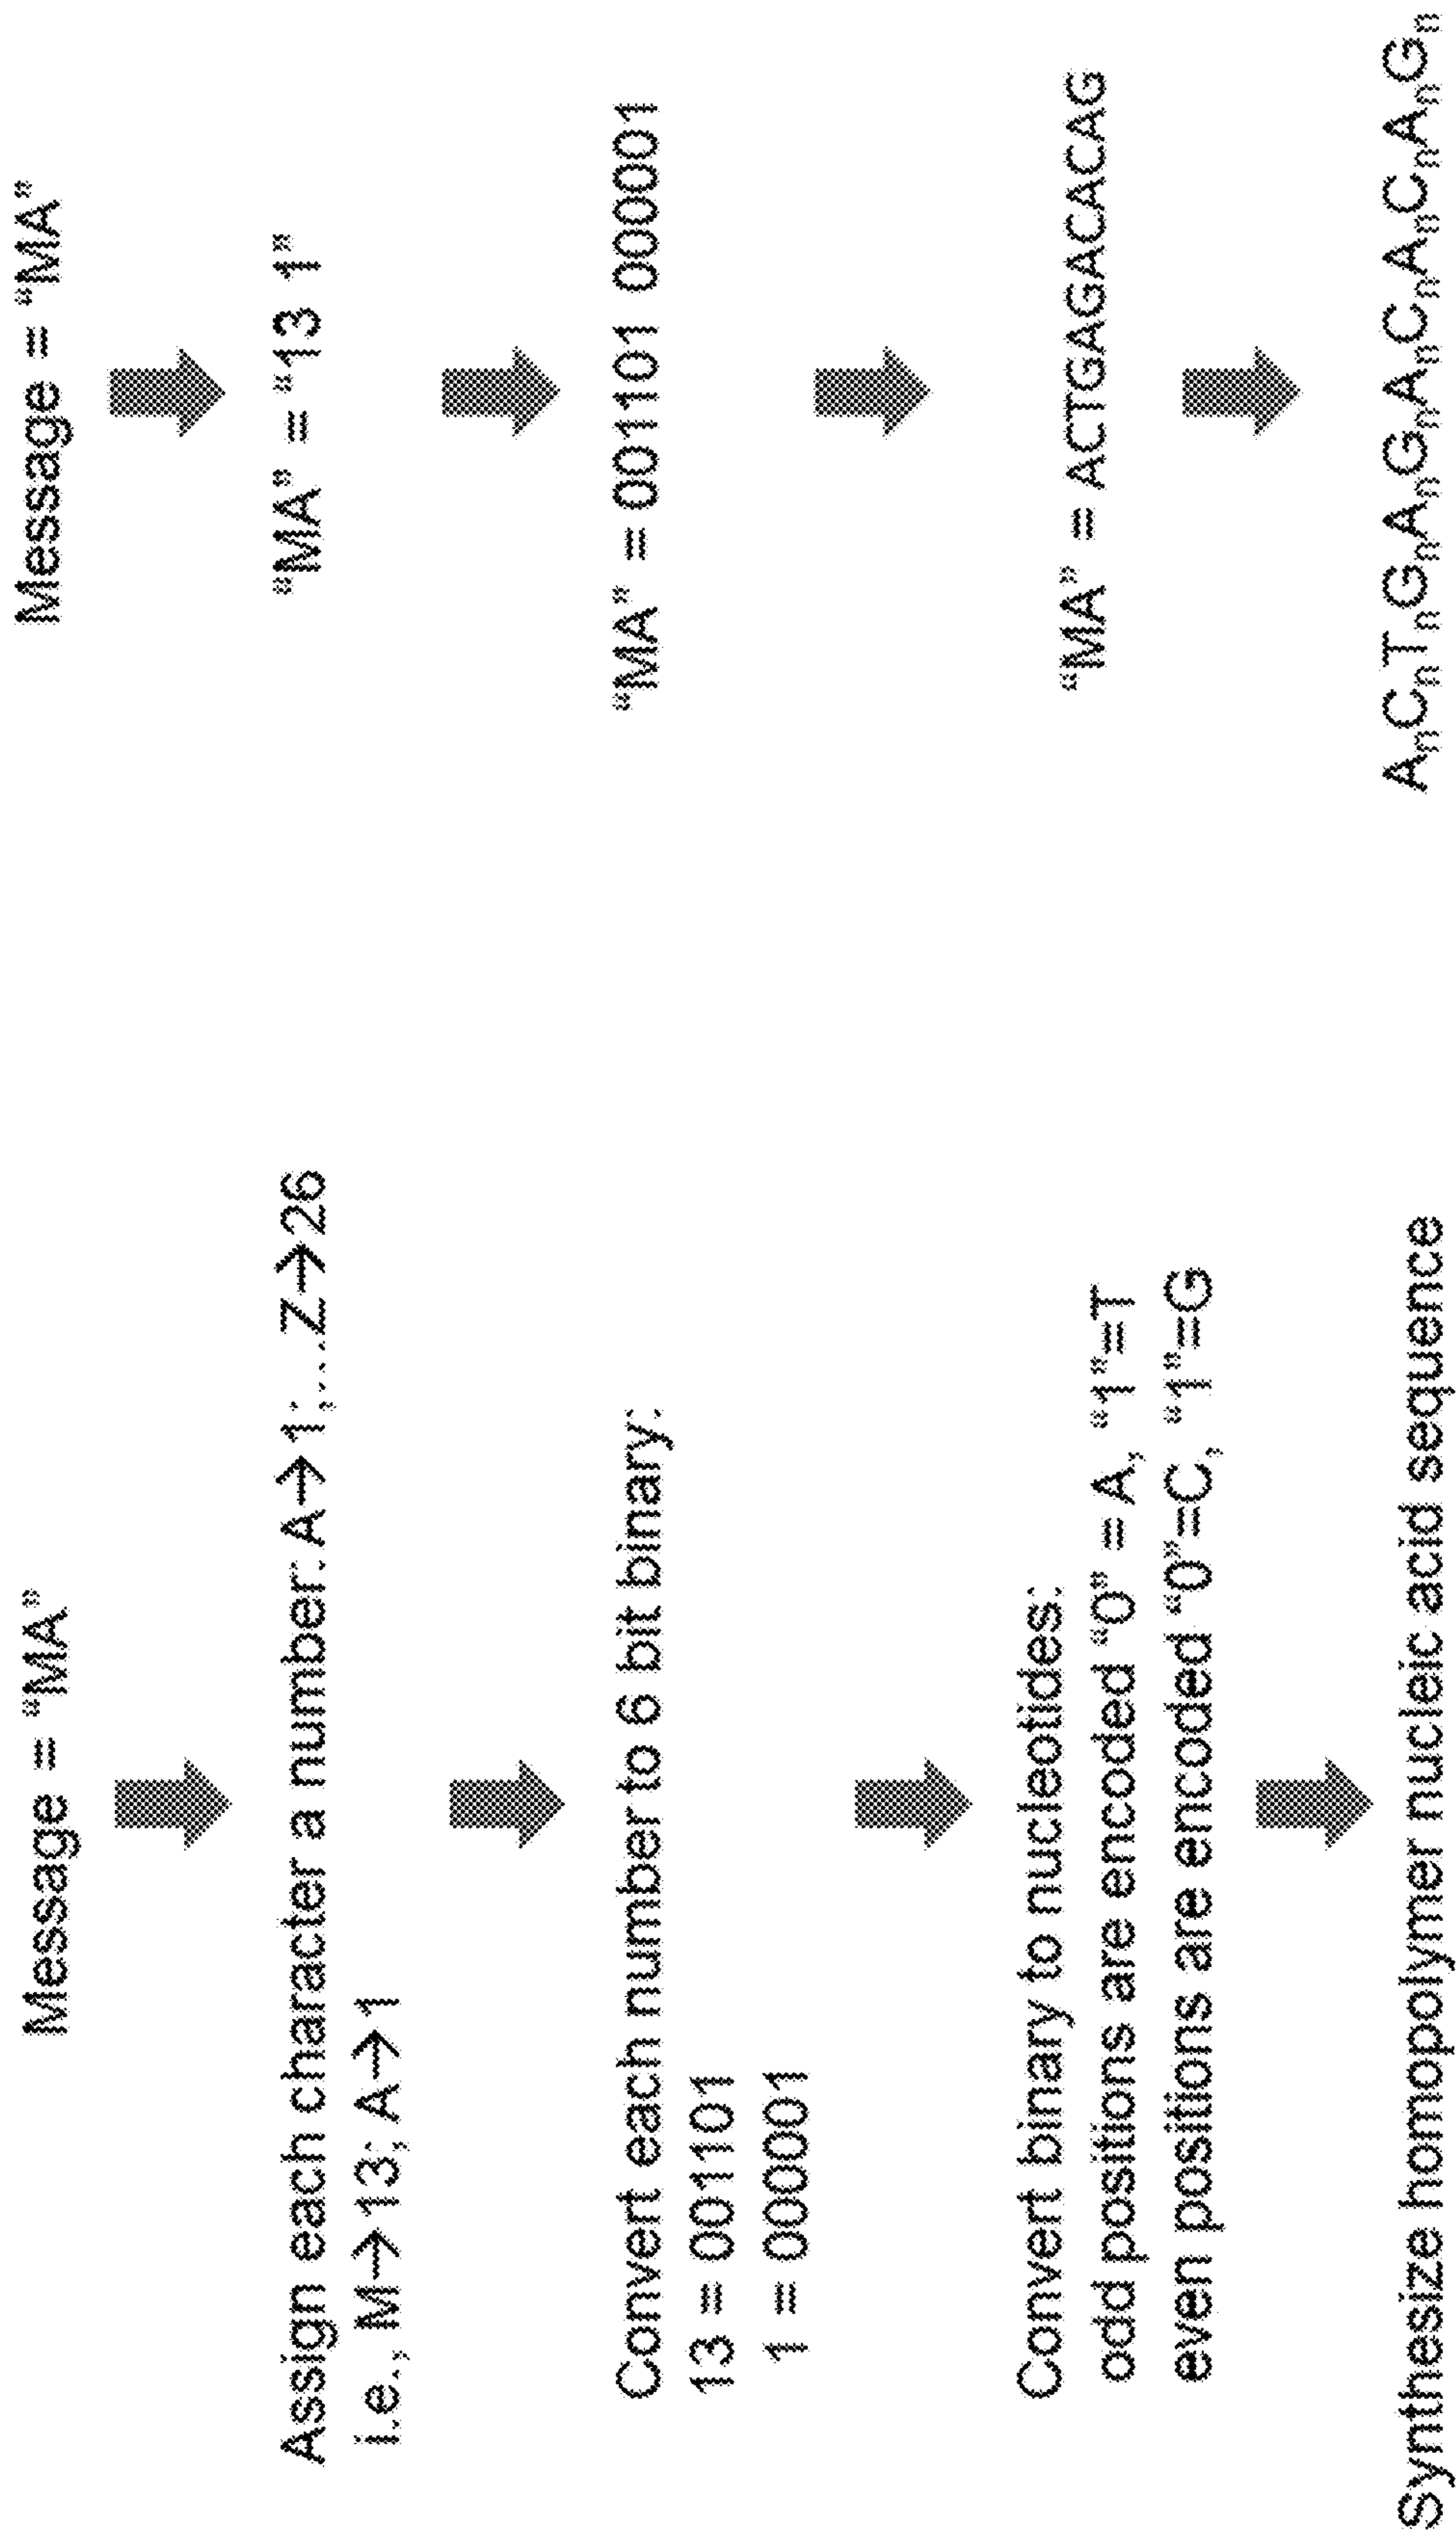 Message = “MA”
Assign each character a number: A→1;…Z→26
i.e., M→13; A→1
Convert each number to 6 bit binary:
13 = 001101
1 = 000001
Convert binary to nucleotides:
odd positions are encoded “0” = A, “1”=T
even positions are encoded “0”=C, “1”=G
Synthesize homopolymer nucleic acid sequence
Message = “MA”
“MA” = “13 1”
“MA” = 001101 000001
“MA” = ACTGAGACACAG
AₙCₙTₙGₙAₙGₙAₙCₙAₙCₙAₙGₙ